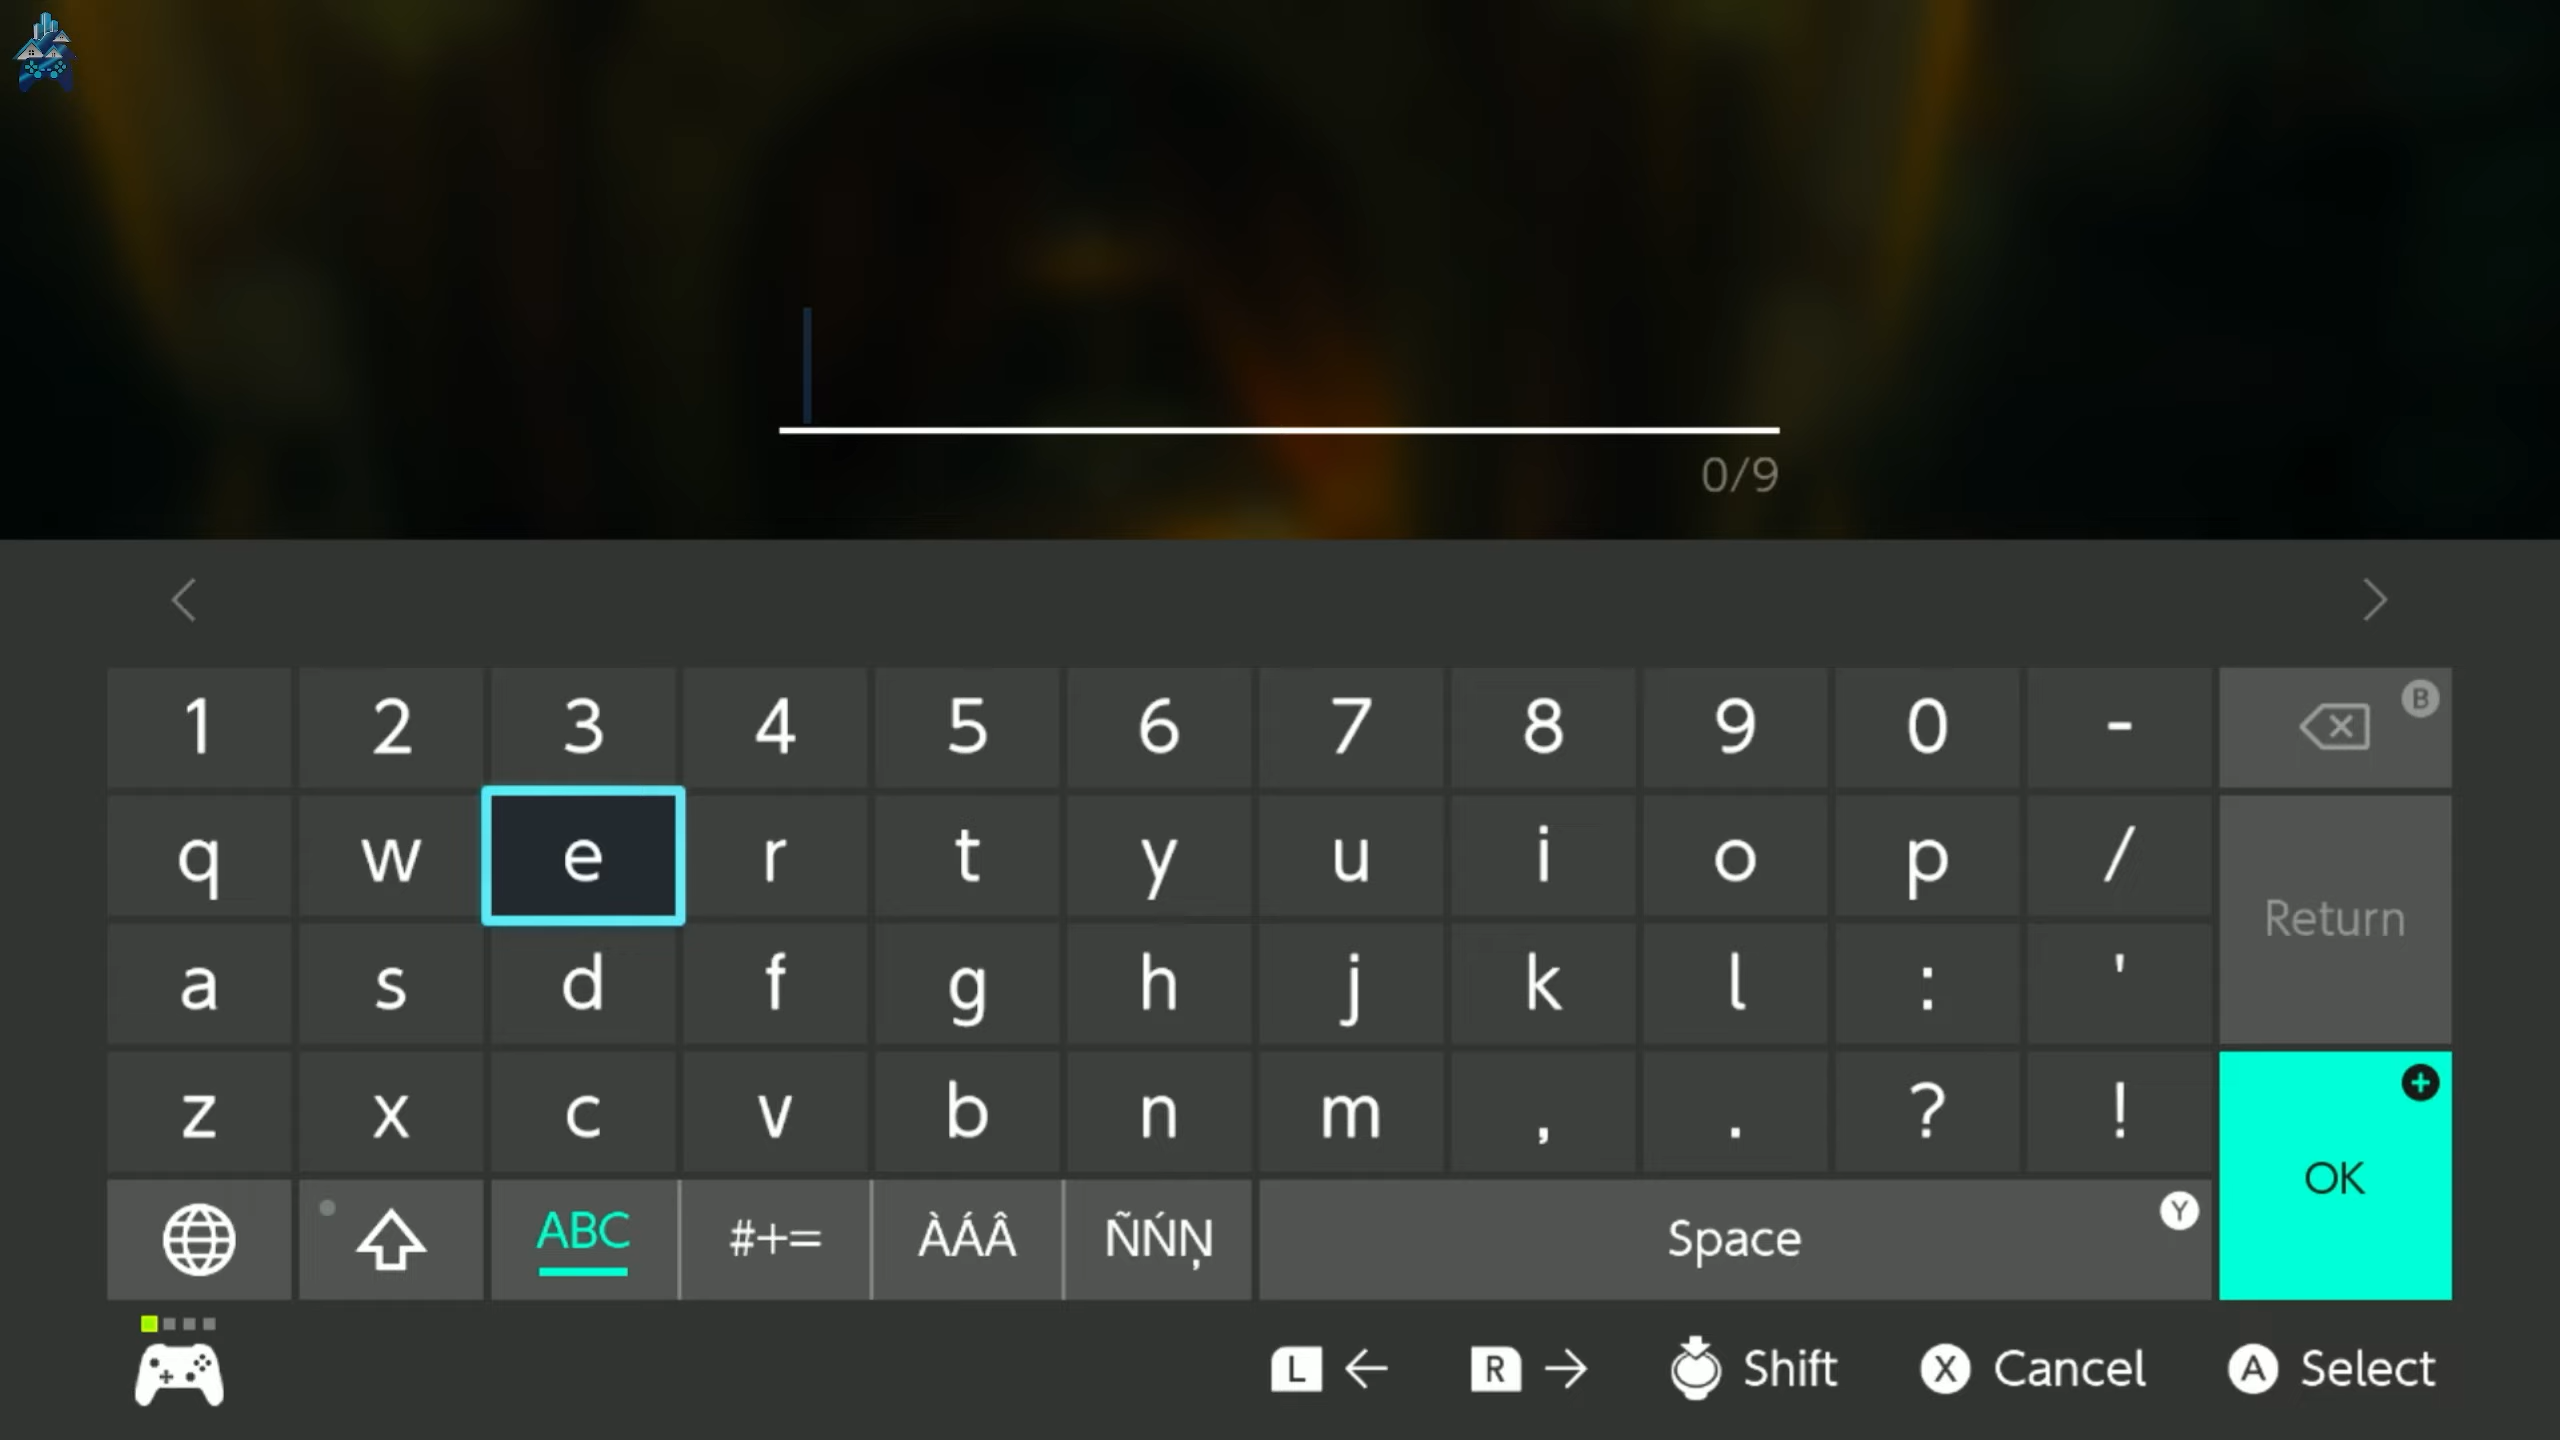 0/9
1 2 3 4 5 6 7 8 9 0 - B
q w e r t y u i o p / Return
a s d f g h j k l : '
z x c v b n m , . ? ! +
ABC #+= ÀÁÂ ÑŃŅ Space Y OK
L ← R → Shift X Cancel A Select